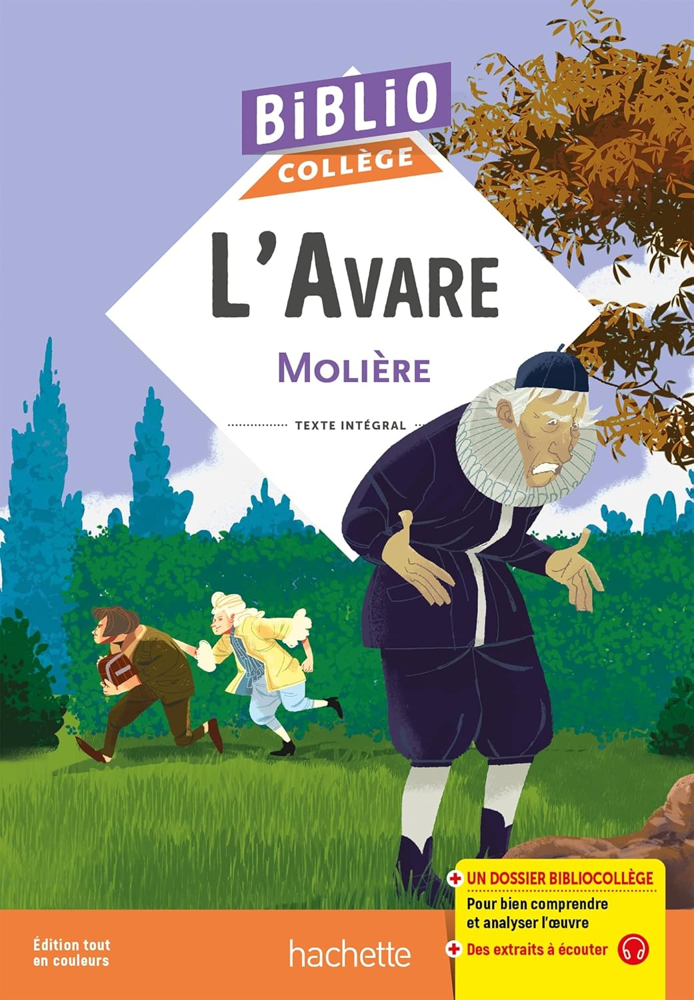 BiBLiO
COLLÈGE
L'AVARE
MOLIÈRE
TEXTE INTÉGRAL
+ UN DOSSIER BIBLIOCOLLÈGE
Pour bien comprendre
et analyser l'œuvre
+ Des extraits à écouter
Édition tout
en couleurs
hachette